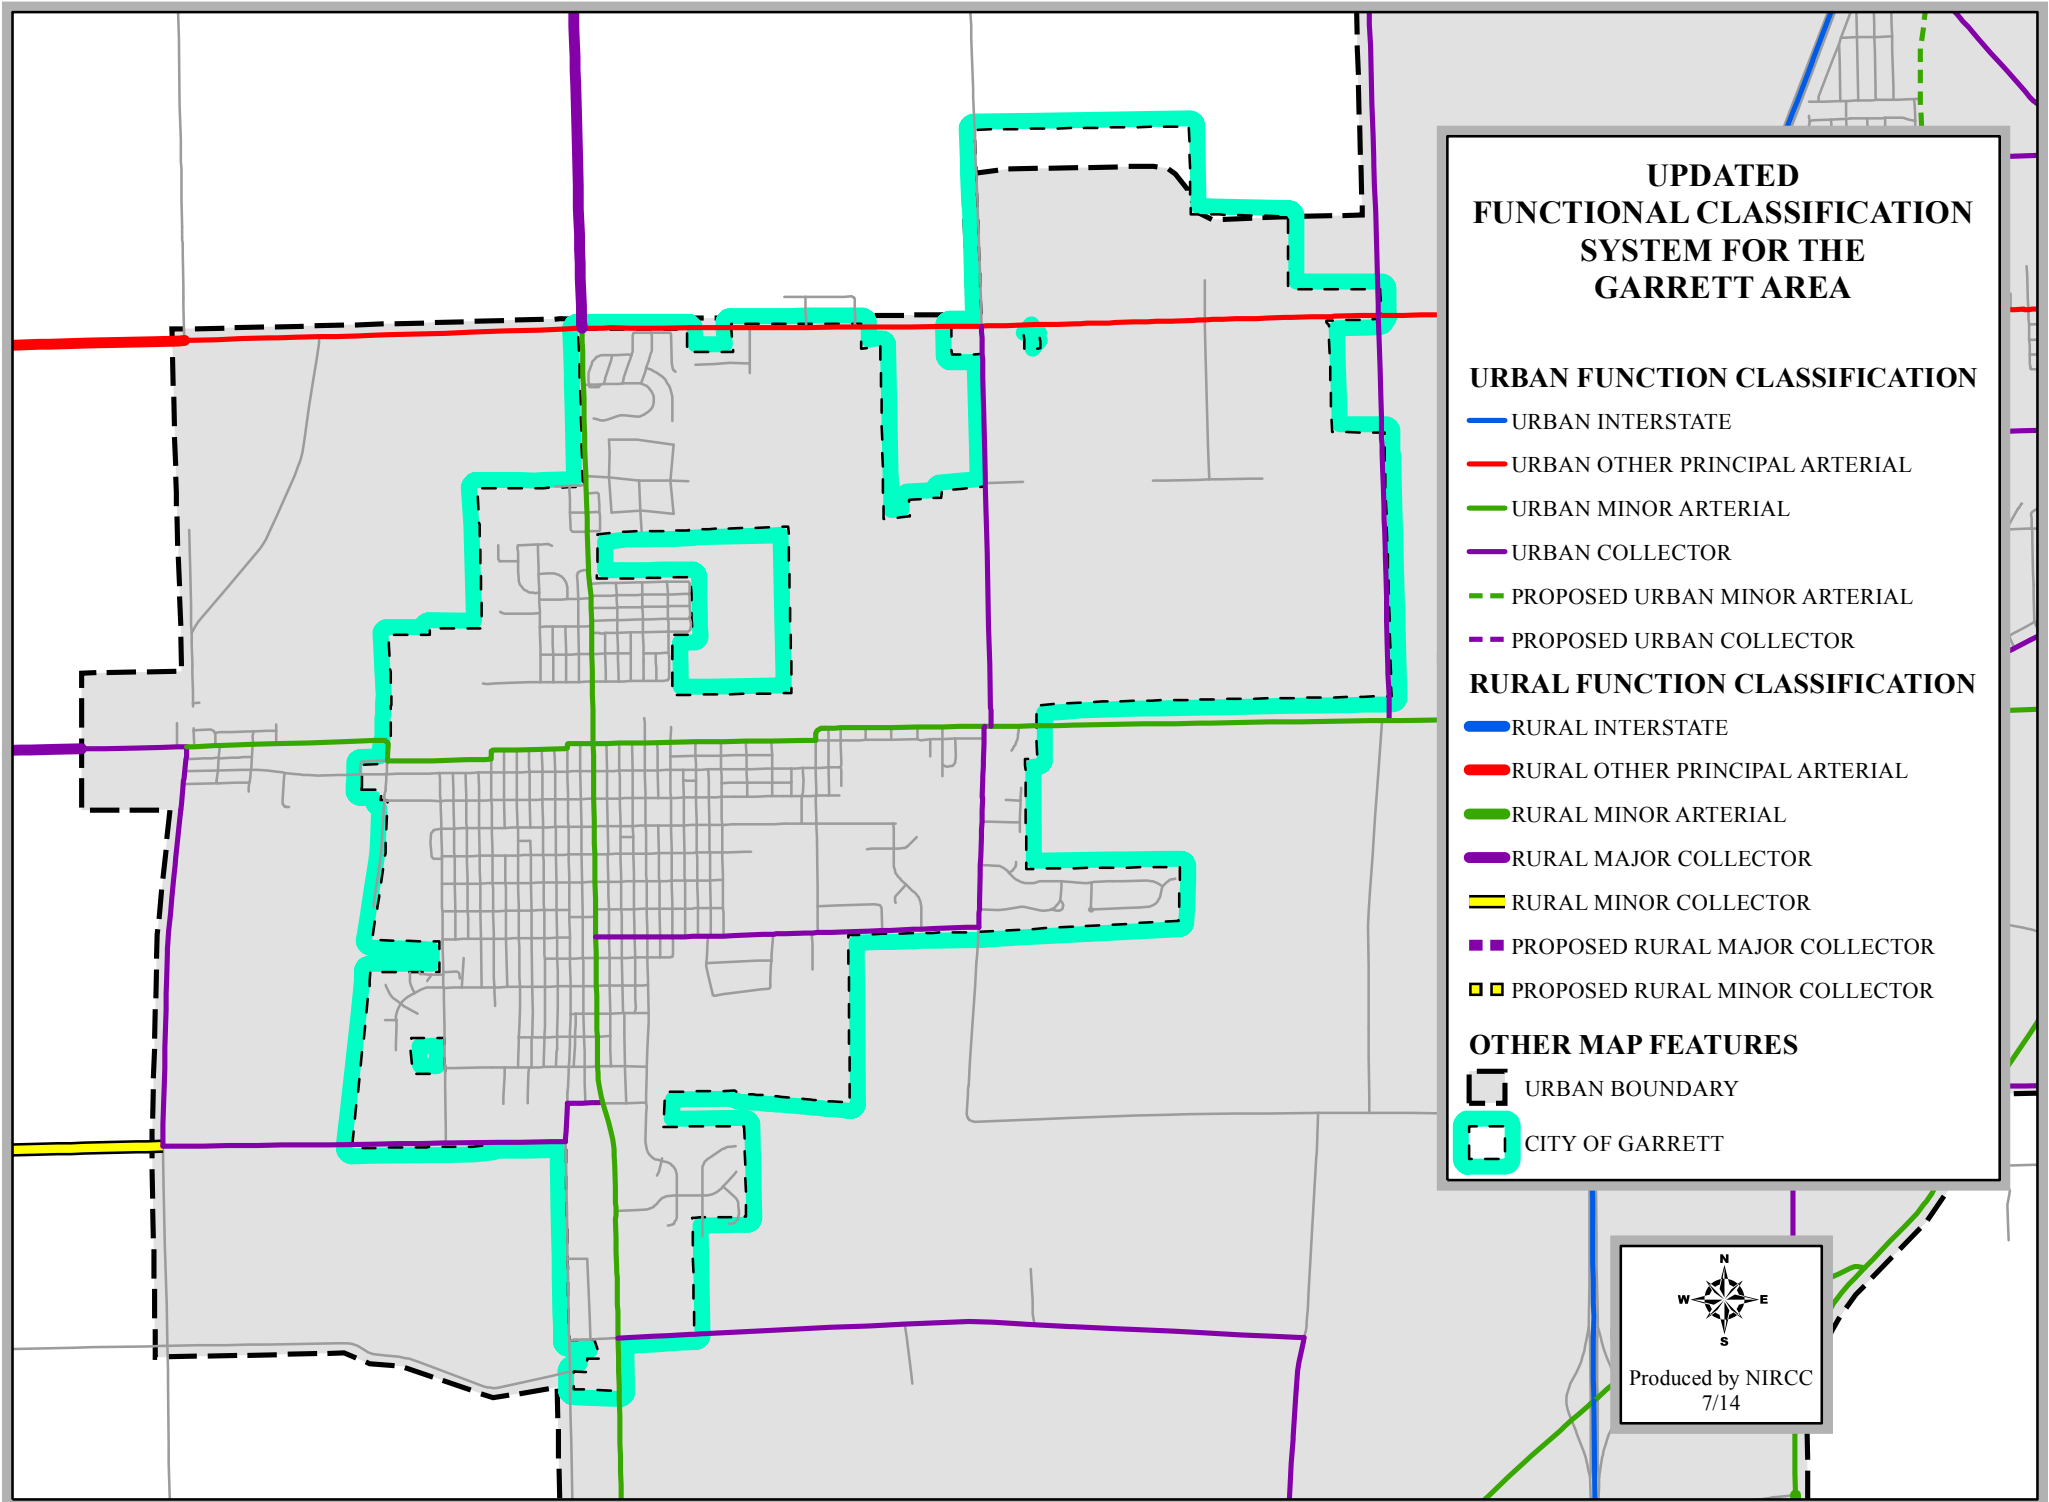 UPDATED
FUNCTIONAL CLASSIFICATION
SYSTEM FOR THE
GARRETT AREA
URBAN FUNCTION CLASSIFICATION
URBAN INTERSTATE
URBAN OTHER PRINCIPAL ARTERIAL
URBAN MINOR ARTERIAL
URBAN COLLECTOR
PROPOSED URBAN MINOR ARTERIAL
PROPOSED URBAN COLLECTOR
RURAL FUNCTION CLASSIFICATION
RURAL INTERSTATE
RURAL OTHER PRINCIPAL ARTERIAL
RURAL MINOR ARTERIAL
RURAL MAJOR COLLECTOR
RURAL MINOR COLLECTOR
PROPOSED RURAL MAJOR COLLECTOR
PROPOSED RURAL MINOR COLLECTOR
OTHER MAP FEATURES
URBAN BOUNDARY
CITY OF GARRETT
N
W E
S
Produced by NIRCC
7/14